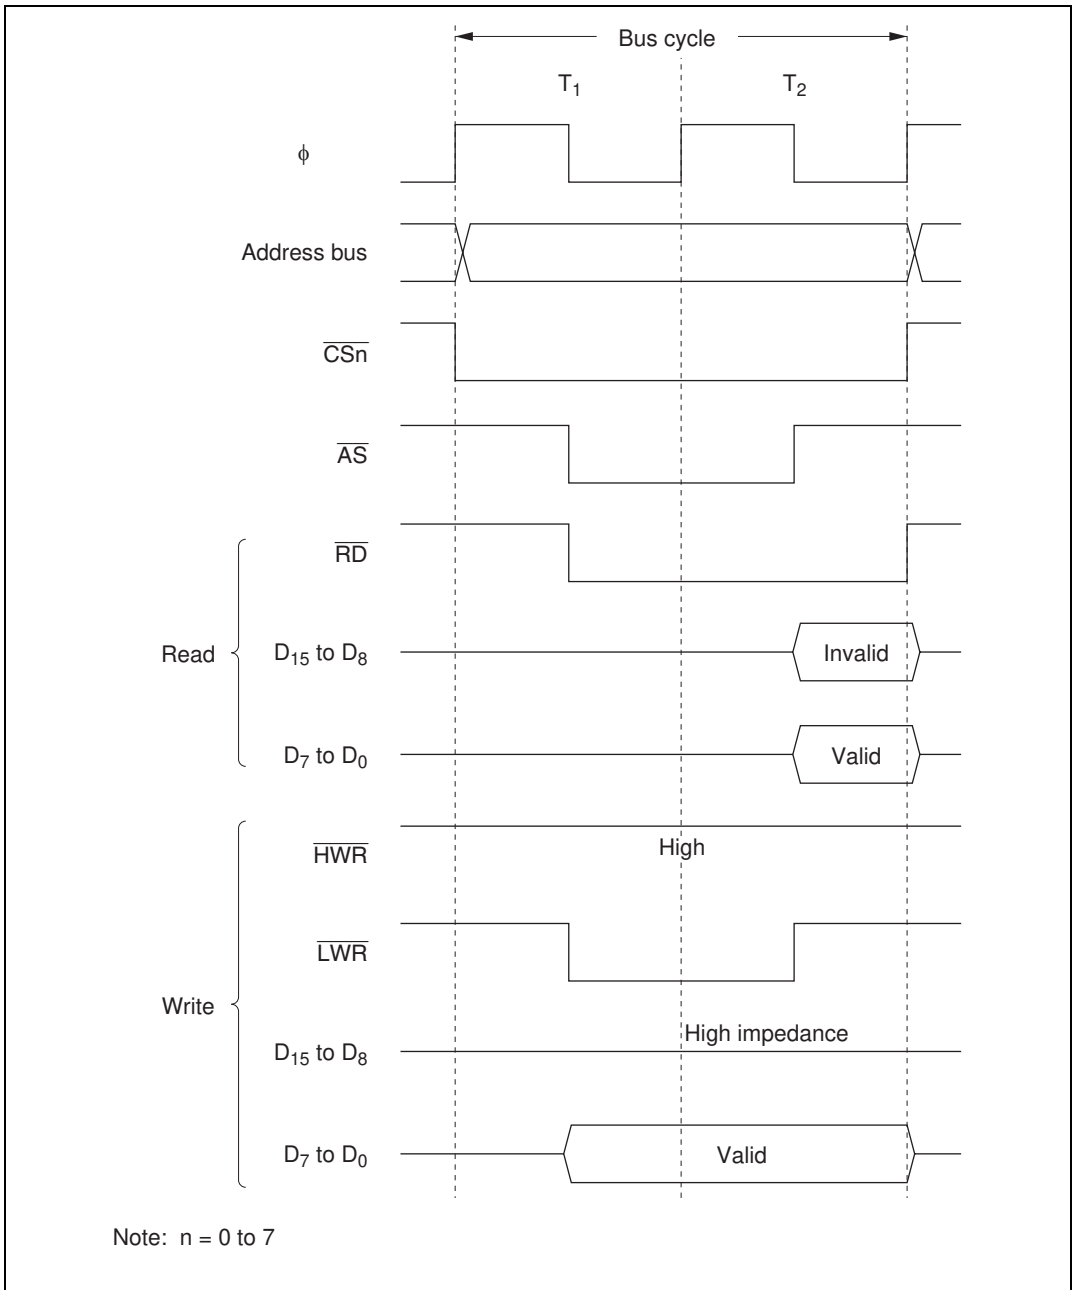 Bus cycle
T1 T2
ϕ
Address bus
CSn
AS
RD
Read
D15 to D8
Invalid
D7 to D0
Valid
HWR
High
LWR
Write
High impedance
D15 to D8
D7 to D0
Valid
Note: n = 0 to 7